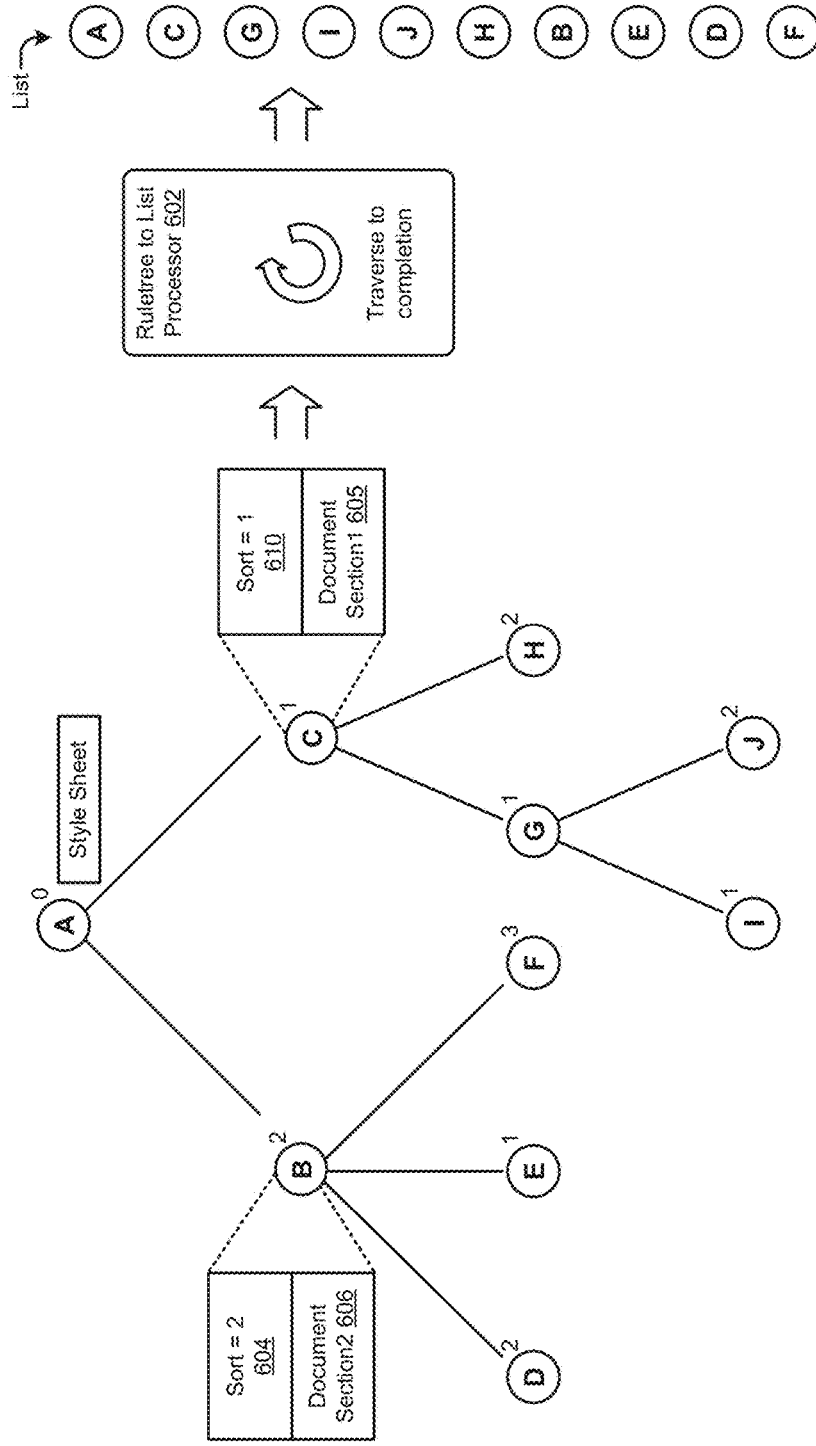 A
0
Style Sheet
Sort = 2
604
Document
Section2 606
B
2
C
1
Sort = 1
610
Document
Section1 605
D
2
E
1
F
3
G
1
H
2
I
1
J
2
Ruletree to List
Processor 602
Traverse to
completion
List
A
C
G
I
J
H
B
E
D
F